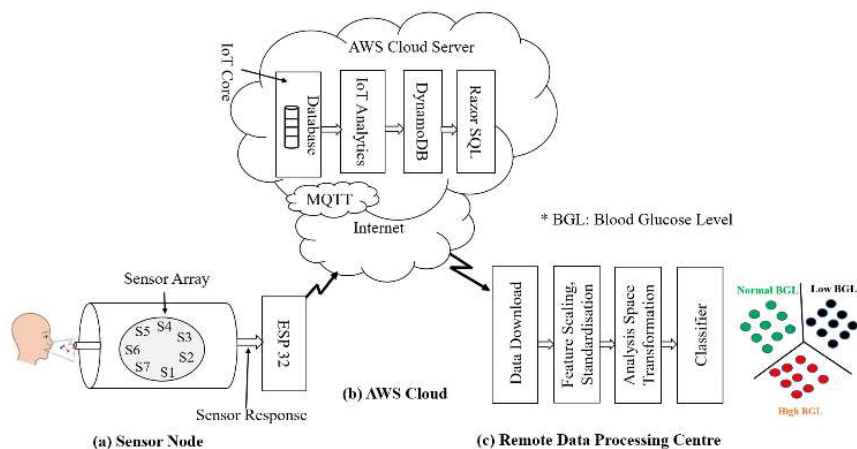 AWS Cloud Server
IoT Core
Database
IoT Analytics
DynamoDB
Razor SQL
MQTT
Internet
* BGL: Blood Glucose Level
Sensor Array
S4
S5
S3
S6
S2
S7
S1
ESP 32
Sensor Response
(a) Sensor Node
(b) AWS Cloud
Data Download
Feature Scaling,
Standardisation
Analysis Space
Transformation
Classifier
Normal BGL
Low BGL
High BGL
(c) Remote Data Processing Centre